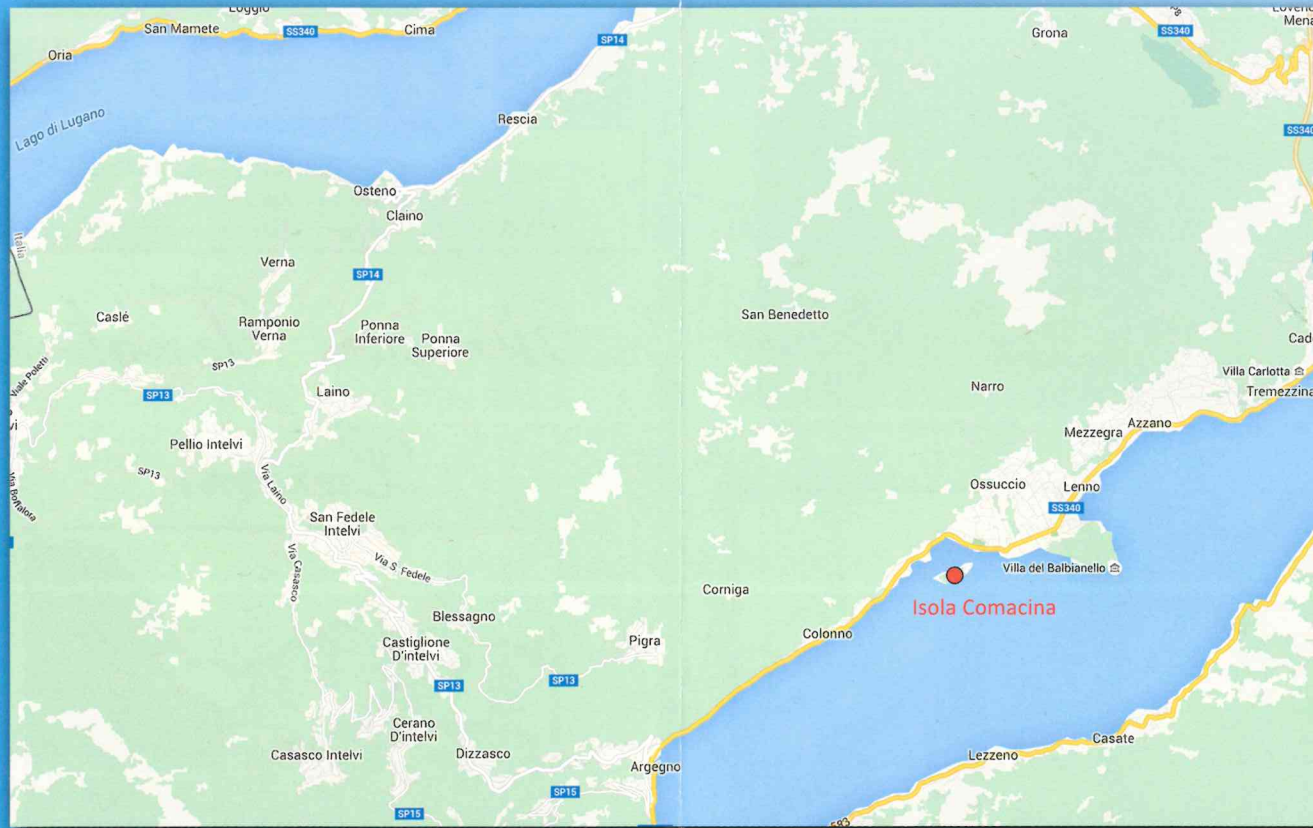 Loggio
San Mamete
SS340
Cima
Oria
SP14
Grona
SS340
Lago di Lugano
Rescia
SS340
Osteno
Claino
Italia
Verna
SP14
Caslé
Ramponio
Verna
Ponna
Inferiore
Ponna
Superiore
San Benedetto
SP13
Viale Poletti
SP13
Laino
Narro
Villa Carlotta
Tremezzina
Pellio Intelvi
Mezzegra
Azzano
SP13
Via Laino
Ossuccio
Lenno
SS340
San Fedele
Intelvi
Via Casasco
Via S. Fedele
Villa del Balbianello
Isola Comacina
Corniga
Blessagno
Colonno
Castiglione
D'intelvi
Pigra
SP13
SP13
Cerano
D'intelvi
Casasco Intelvi
Dizzasco
Argegno
Lezzeno
Casate
SP15
SP15